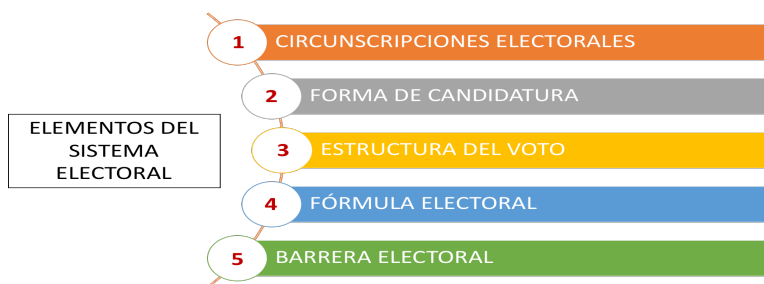 ELEMENTOS DEL
SISTEMA
ELECTORAL
1 CIRCUNSCRIPCIONES ELECTORALES
2 FORMA DE CANDIDATURA
3 ESTRUCTURA DEL VOTO
4 FÓRMULA ELECTORAL
5 BARRERA ELECTORAL